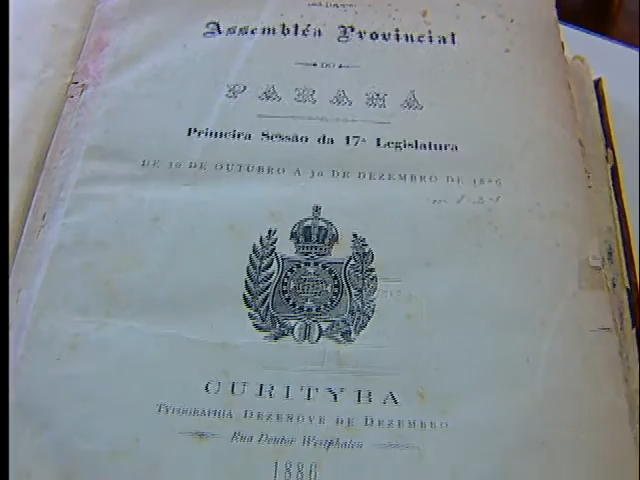 Assembléa Provincial
DO
PARANÁ
Primeira Sessão da 17ª Legislatura
DE 30 DE OUTUBRO A 30 DE DEZEMBRO DE 1886
CURITYBA
TYPOGRAPHIA DEZENOVE DE DEZEMBRO
Rua Doutor Westphalen
1886